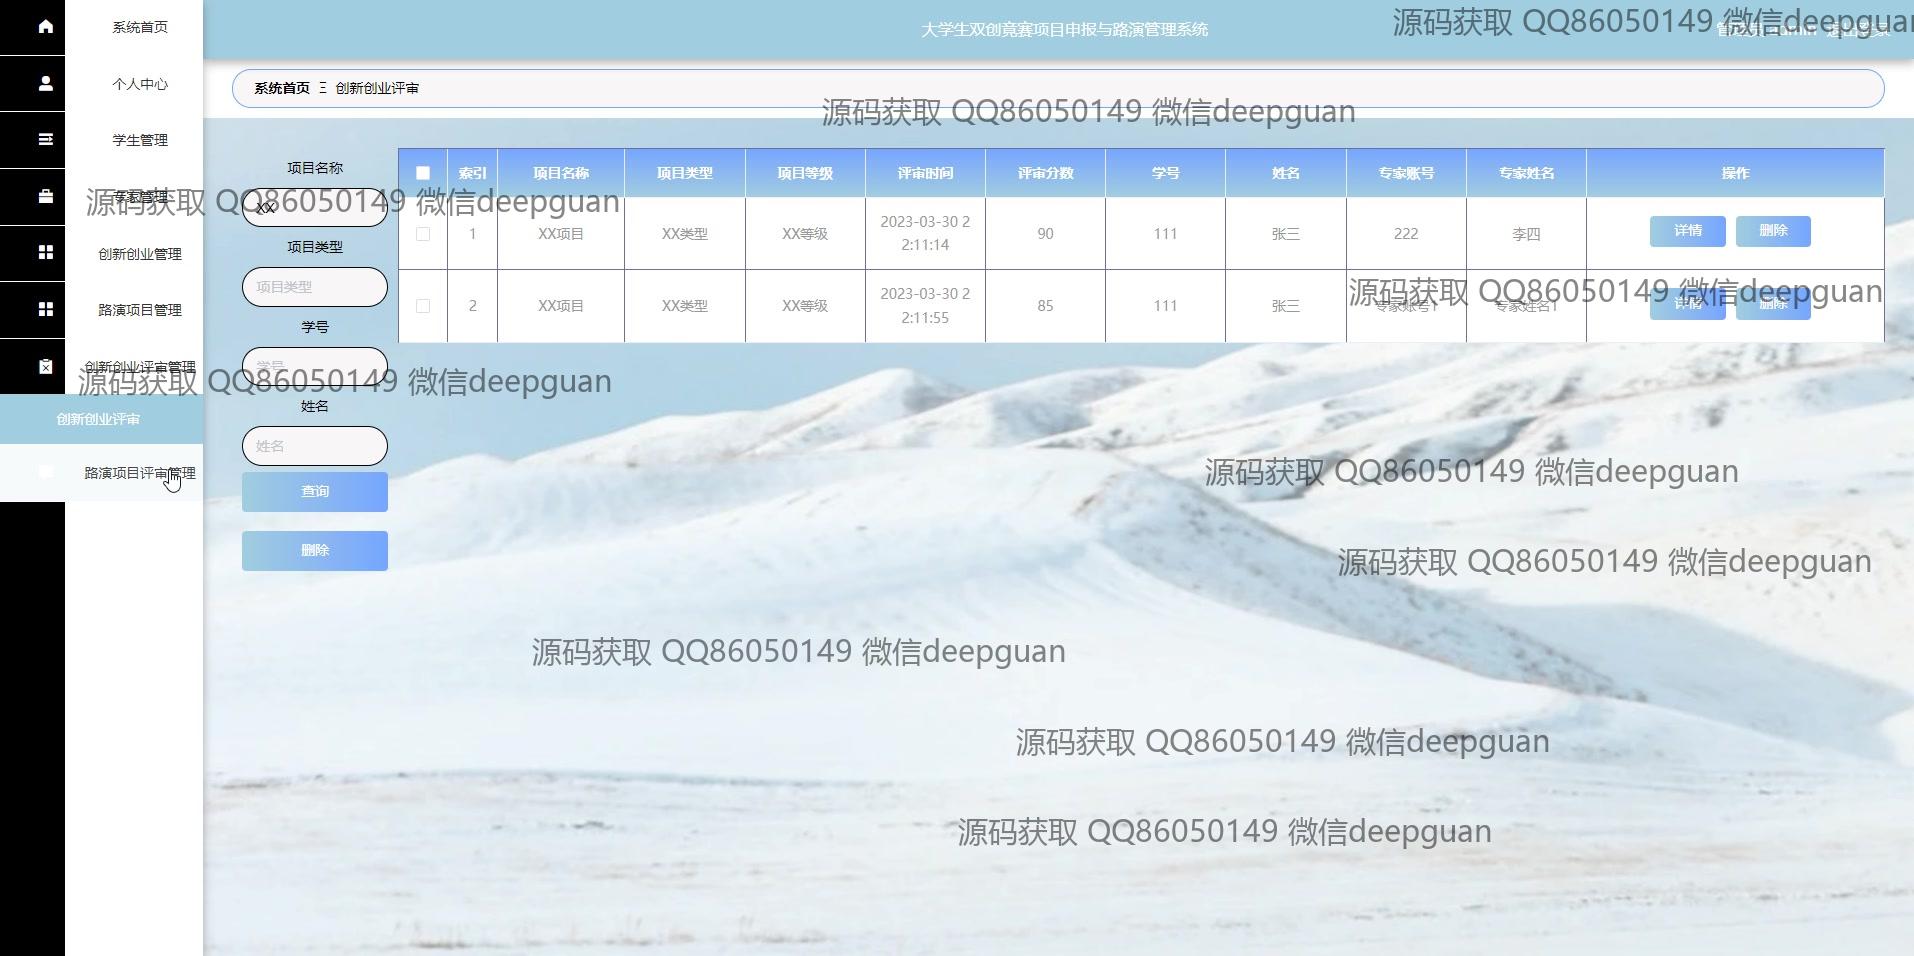 大学生双创竟赛项目申报与路演管理系统
管理员 admin 退出登录
源码获取 QQ86050149 微信deepguan
系统首页
个人中心
学生管理
专家管理
创新创业管理
路演项目管理
创新创业评审管理
创新创业评审
路演项目评审管理
系统首页 Ξ 创新创业评审
源码获取 QQ86050149 微信deepguan
项目名称
XX
源码获取 QQ86050149 微信deepguan
项目类型
项目类型
学号
学号
源码获取 QQ86050149 微信deepguan
姓名
姓名
查询
删除
索引 项目名称 项目类型 项目等级 评审时间 评审分数 学号 姓名 专家账号 专家姓名 操作
1 XX项目 XX类型 XX等级 2023-03-30 2 90 111 张三 222 李四 详情 删除
2:11:14
源码获取 QQ86050149 微信deepguan
2 XX项目 XX类型 XX等级 2023-03-30 2 85 111 张三 专家账号1 专家姓名1 详情 删除
2:11:55
源码获取 QQ86050149 微信deepguan
源码获取 QQ86050149 微信deepguan
源码获取 QQ86050149 微信deepguan
源码获取 QQ86050149 微信deepguan
源码获取 QQ86050149 微信deepguan